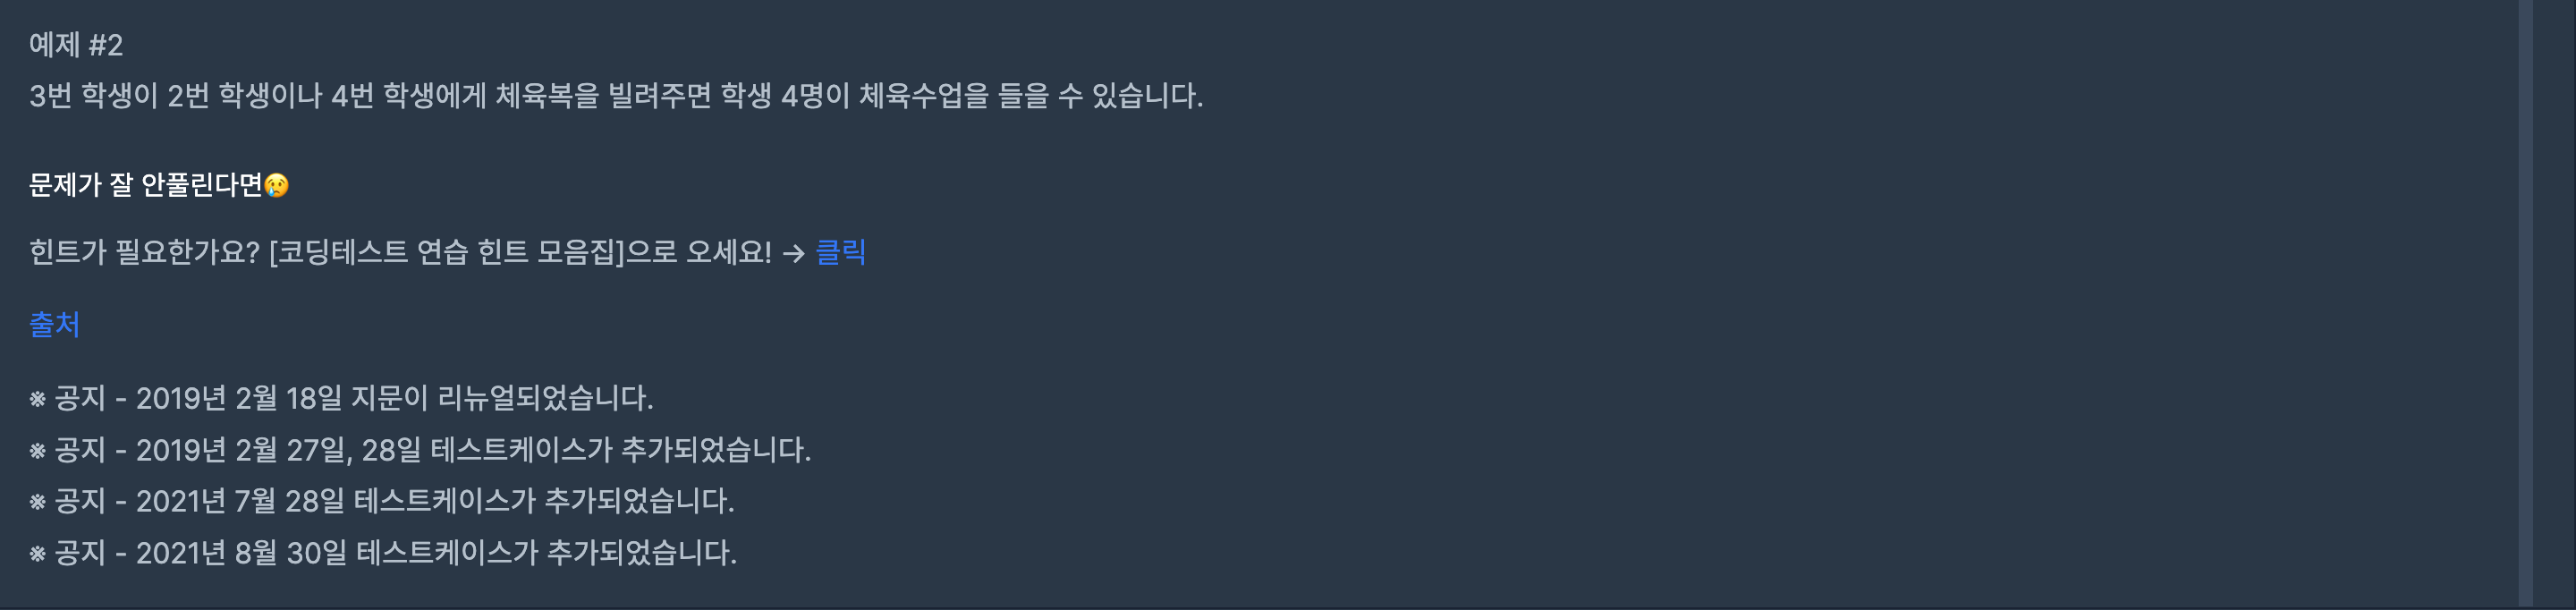 예제 #2
3번 학생이 2번 학생이나 4번 학생에게 체육복을 빌려주면 학생 4명이 체육수업을 들을 수 있습니다.
문제가 잘 안풀린다면😢
힌트가 필요한가요? [코딩테스트 연습 힌트 모음집]으로 오세요! → 클릭
출처
※ 공지 - 2019년 2월 18일 지문이 리뉴얼되었습니다.
※ 공지 - 2019년 2월 27일, 28일 테스트케이스가 추가되었습니다.
※ 공지 - 2021년 7월 28일 테스트케이스가 추가되었습니다.
※ 공지 - 2021년 8월 30일 테스트케이스가 추가되었습니다.